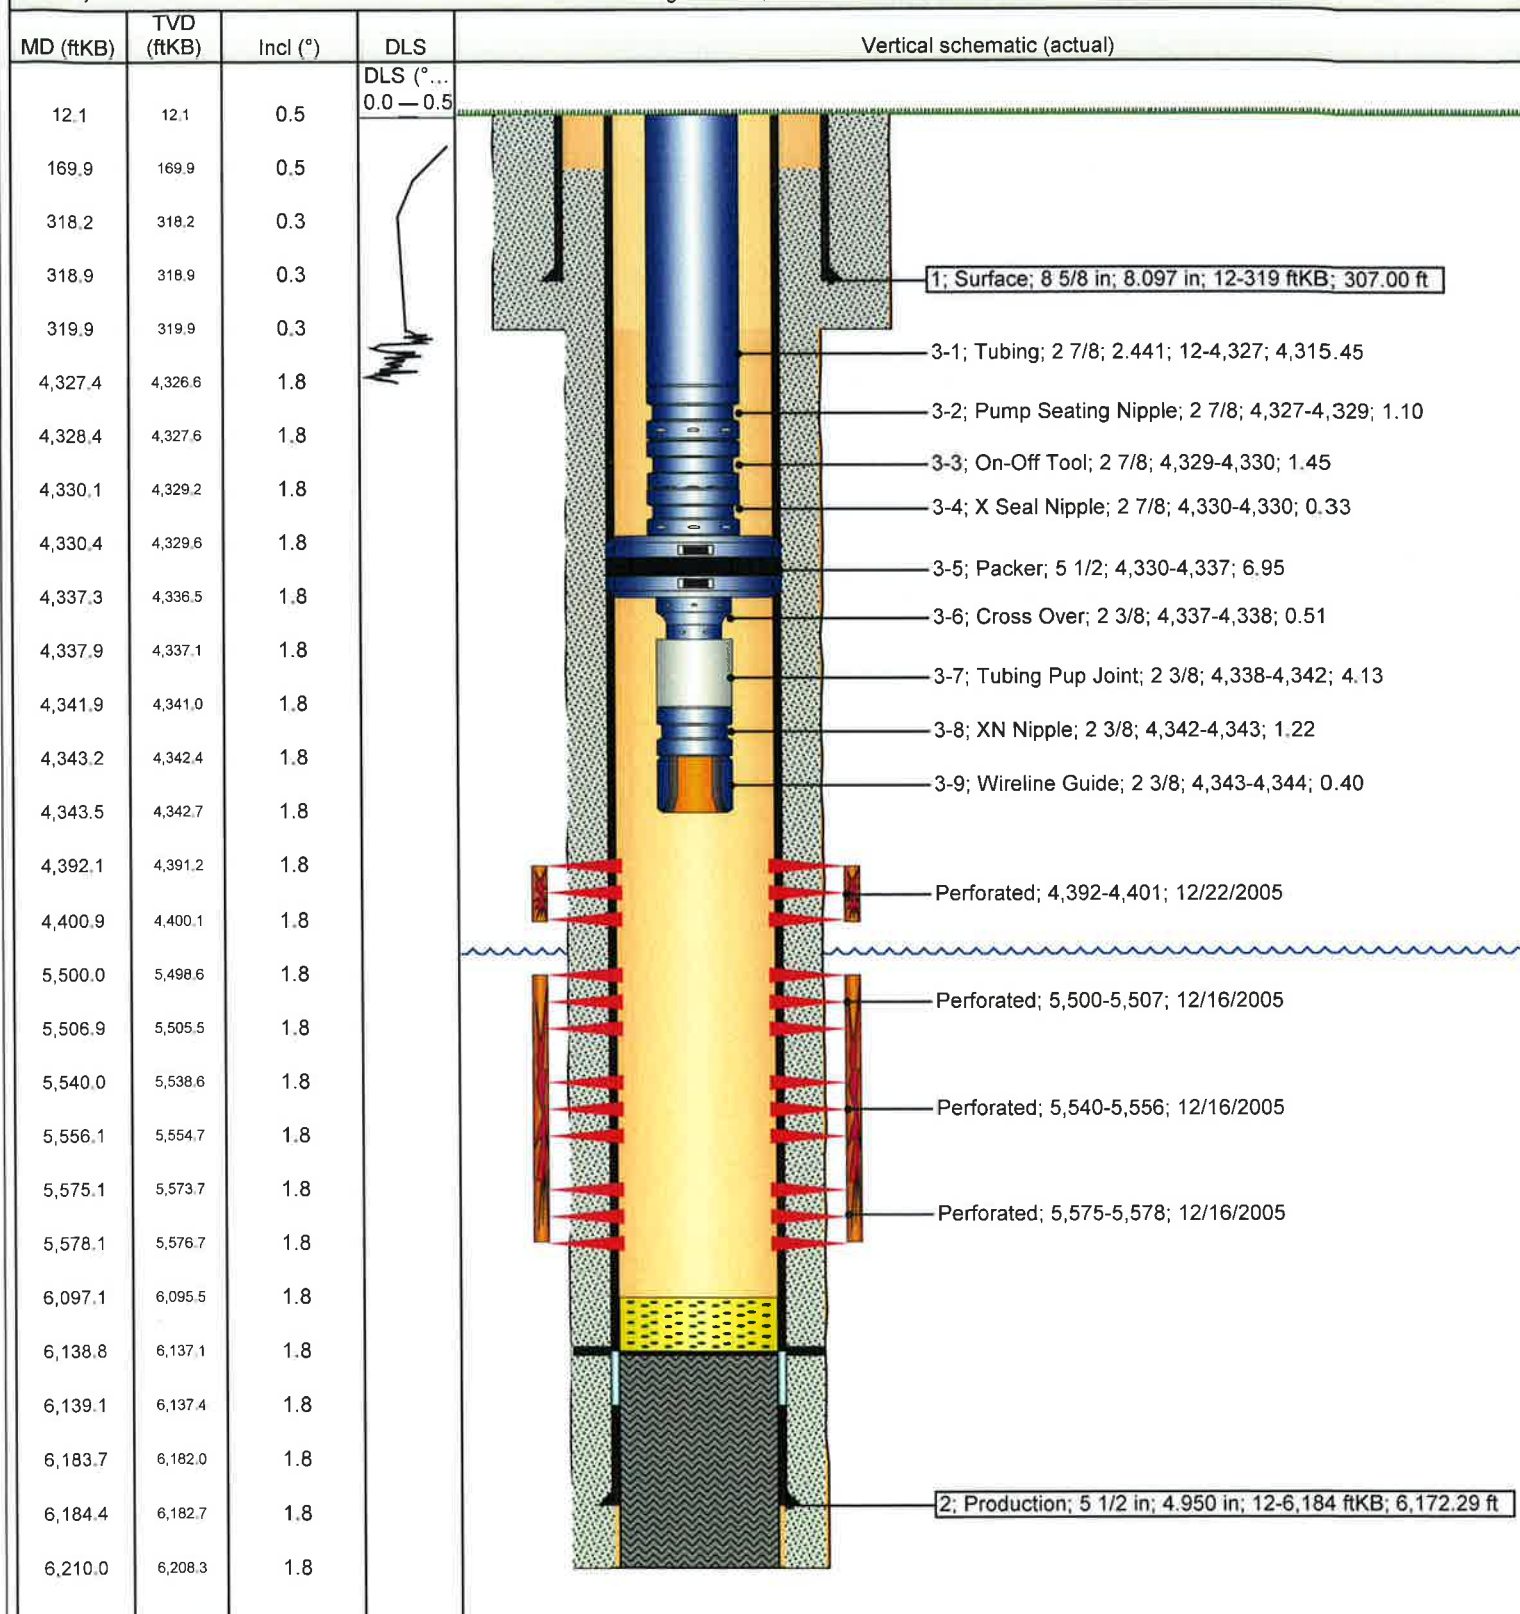 MD (ftKB) TVD (ftKB) Incl (°) DLS Vertical schematic (actual)
DLS (°...
0.0 — 0.5
12.1 12.1 0.5
169.9 169.9 0.5
318.2 318.2 0.3
318.9 318.9 0.3
1; Surface; 8 5/8 in; 8.097 in; 12-319 ftKB; 307.00 ft
319.9 319.9 0.3
3-1; Tubing; 2 7/8; 2.441; 12-4,327; 4,315.45
4,327.4 4,326.6 1.8
3-2; Pump Seating Nipple; 2 7/8; 4,327-4,329; 1.10
4,328.4 4,327.6 1.8
3-3; On-Off Tool; 2 7/8; 4,329-4,330; 1.45
4,330.1 4,329.2 1.8
3-4; X Seal Nipple; 2 7/8; 4,330-4,330; 0.33
4,330.4 4,329.6 1.8
3-5; Packer; 5 1/2; 4,330-4,337; 6.95
4,337.3 4,336.5 1.8
3-6; Cross Over; 2 3/8; 4,337-4,338; 0.51
4,337.9 4,337.1 1.8
3-7; Tubing Pup Joint; 2 3/8; 4,338-4,342; 4.13
4,341.9 4,341.0 1.8
3-8; XN Nipple; 2 3/8; 4,342-4,343; 1.22
4,343.2 4,342.4 1.8
3-9; Wireline Guide; 2 3/8; 4,343-4,344; 0.40
4,343.5 4,342.7 1.8
4,392.1 4,391.2 1.8
Perforated; 4,392-4,401; 12/22/2005
4,400.9 4,400.1 1.8
5,500.0 5,498.6 1.8
Perforated; 5,500-5,507; 12/16/2005
5,506.9 5,505.5 1.8
5,540.0 5,538.6 1.8
Perforated; 5,540-5,556; 12/16/2005
5,556.1 5,554.7 1.8
5,575.1 5,573.7 1.8
Perforated; 5,575-5,578; 12/16/2005
5,578.1 5,576.7 1.8
6,097.1 6,095.5 1.8
6,138.8 6,137.1 1.8
6,139.1 6,137.4 1.8
6,183.7 6,182.0 1.8
2; Production; 5 1/2 in; 4.950 in; 12-6,184 ftKB; 6,172.29 ft
6,184.4 6,182.7 1.8
6,210.0 6,208.3 1.8